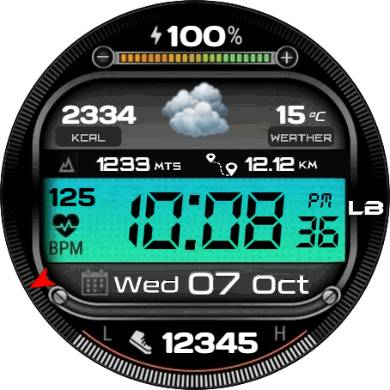 100%
2334 15 °C
KCAL WEATHER
1233 MTS 12.12 KM
125 PM
10:08 36 LB
BPM
Wed 07 Oct
L H
12345